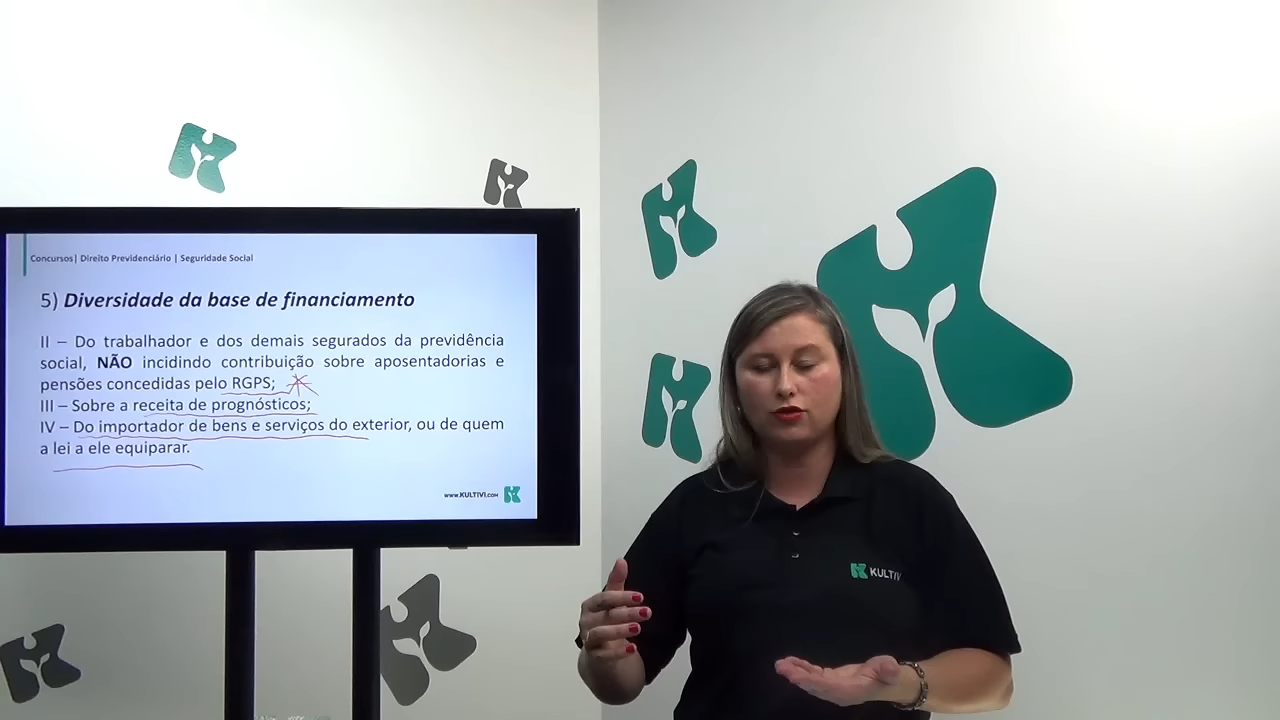 Concursos| Direito Previdenciário | Seguridade Social
5) Diversidade da base de financiamento
II – Do trabalhador e dos demais segurados da previdência
social, NÃO incidindo contribuição sobre aposentadorias e
pensões concedidas pelo RGPS;
III – Sobre a receita de prognósticos;
IV – Do importador de bens e serviços do exterior, ou de quem
a lei a ele equiparar.
www.KULTIVI.COM
KULTIVI